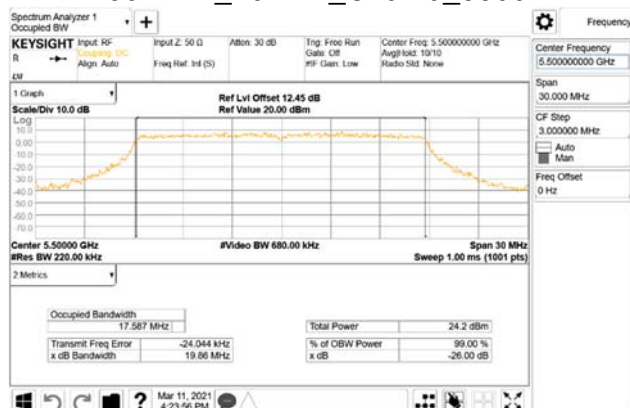 Spectrum Analyzer 1
Occupied BW
KEYSIGHT
Input: RF
Coupling: DC
Align: Auto
Input Z: 50 Ω
Freq Ref: Int (S)
Atten: 30 dB
Trig: Free Run
Gate: Off
#IF Gain: Low
Center Freq: 5.500000000 GHz
Avg|Hold: 10/10
Radio Std: None
R
LXI
1 Graph
Scale/Div 10.0 dB
Ref Lvl Offset 12.45 dB
Ref Value 20.00 dBm
Log
10.0
0.00
-10.0
-20.0
-30.0
-40.0
-50.0
-60.0
-70.0
Center 5.50000 GHz
#Video BW 680.00 kHz
Span 30 MHz
#Res BW 220.00 kHz
Sweep 1.00 ms (1001 pts)
2 Metrics
Occupied Bandwidth
17.587 MHz
Total Power 24.2 dBm
Transmit Freq Error -24.044 kHz
% of OBW Power 99.00 %
x dB Bandwidth 19.86 MHz
x dB -26.00 dB
Mar 11, 2021
4:23:56 PM
Frequency
Center Frequency
5.500000000 GHz
Span
30.000 MHz
CF Step
3.000000 MHz
Auto
Man
Freq Offset
0 Hz